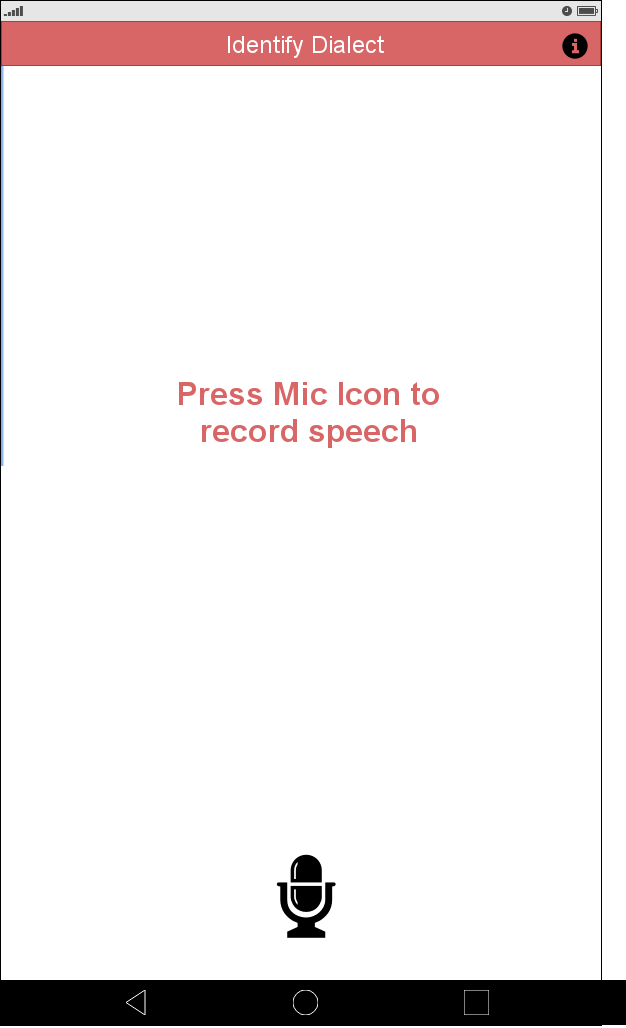 Identify Dialect
Press Mic Icon to
record speech